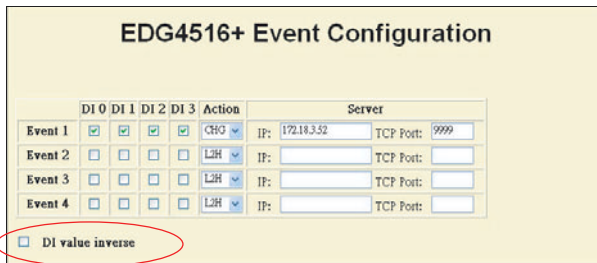 EDG4516+ Event Configuration
DI 0 DI 1 DI 2 DI 3 Action Server
Event 1 CHG IP: 172.18.3.52 TCP Port: 9999
Event 2 L2H IP: TCP Port:
Event 3 L2H IP: TCP Port:
Event 4 L2H IP: TCP Port:
DI value inverse